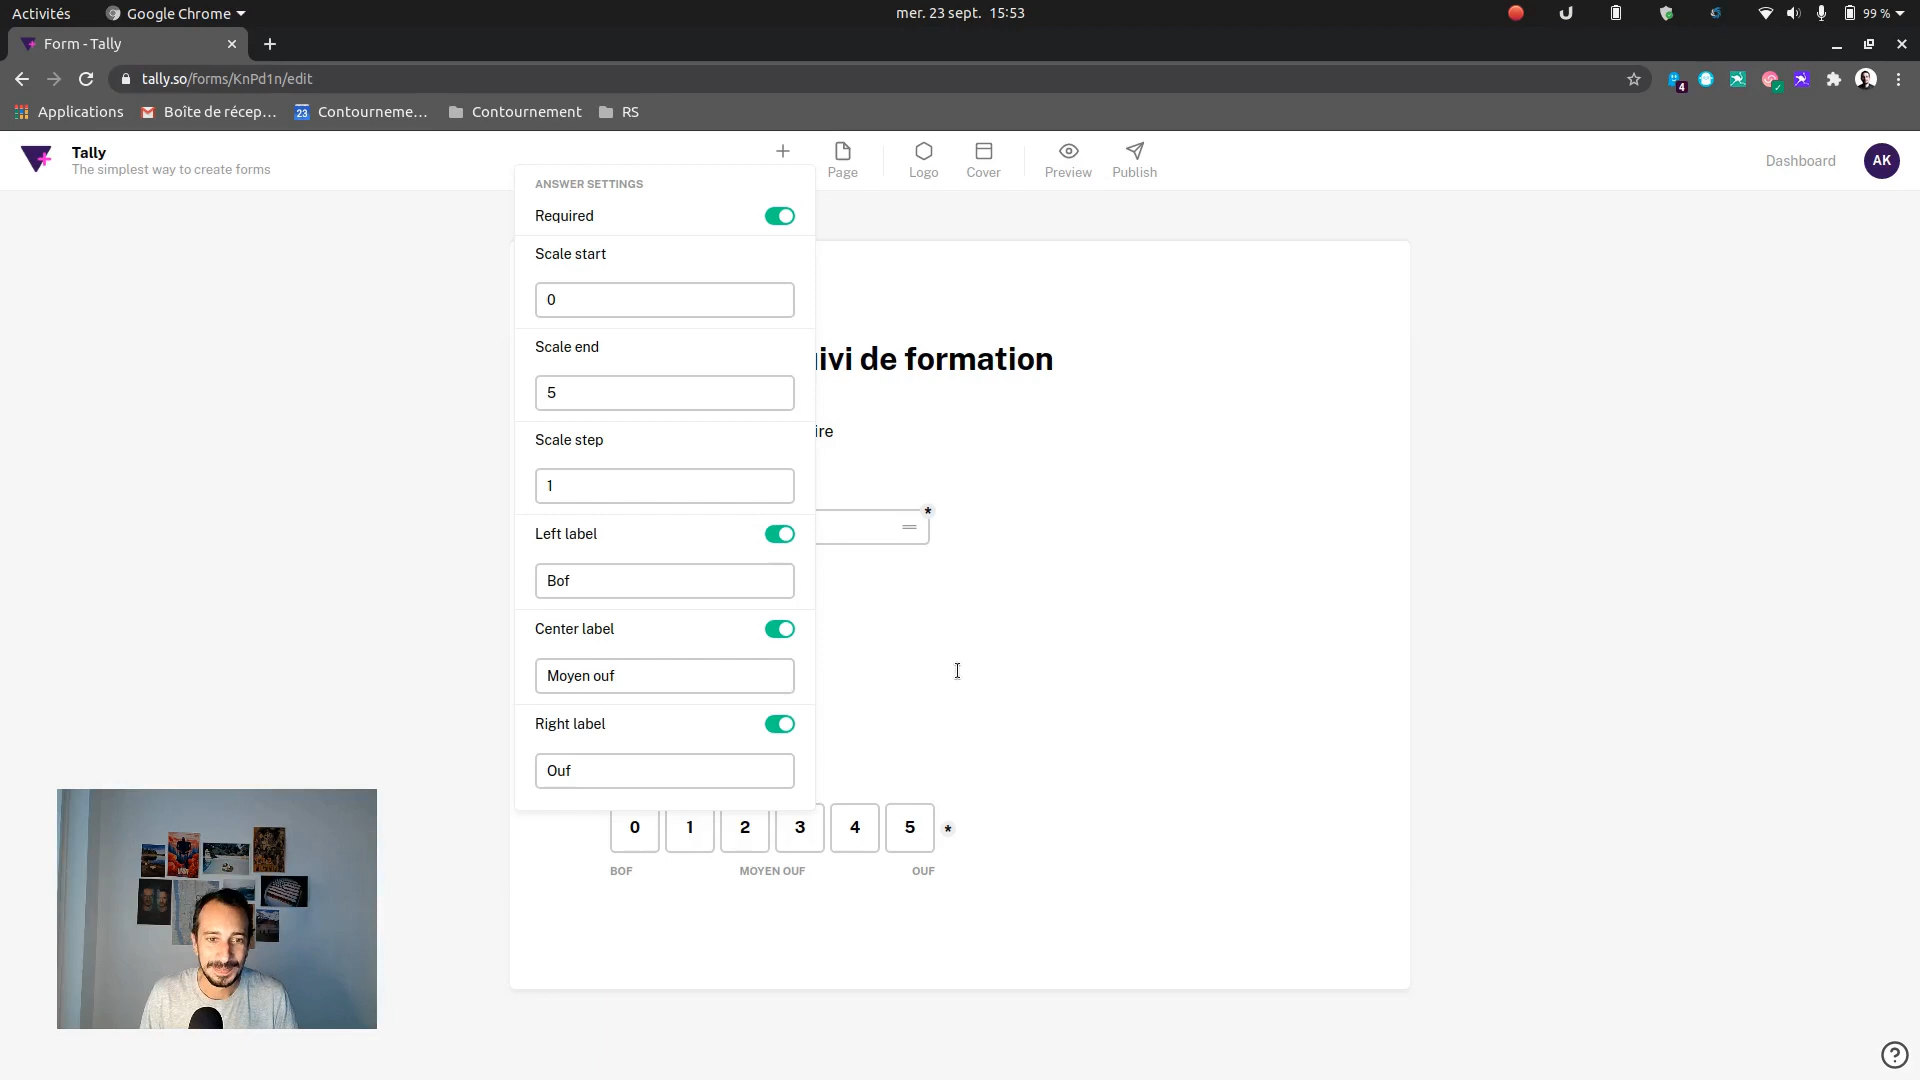 Activités
Google Chrome
mer. 23 sept. 15:53
99 %
Form - Tally
tally.so/forms/KnPd1n/edit
4
Applications
Boîte de récep…
23
Contourneme…
Contournement
RS
Tally
The simplest way to create forms
Page
Logo
Cover
Preview
Publish
Dashboard
AK
ANSWER SETTINGS
Required
Scale start
0
Scale end
5
Scale step
1
Left label
Bof
Center label
Moyen ouf
Right label
Ouf
ivi de formation
ire
*
0 1 2 3 4 5 *
BOF MOYEN OUF OUF
?